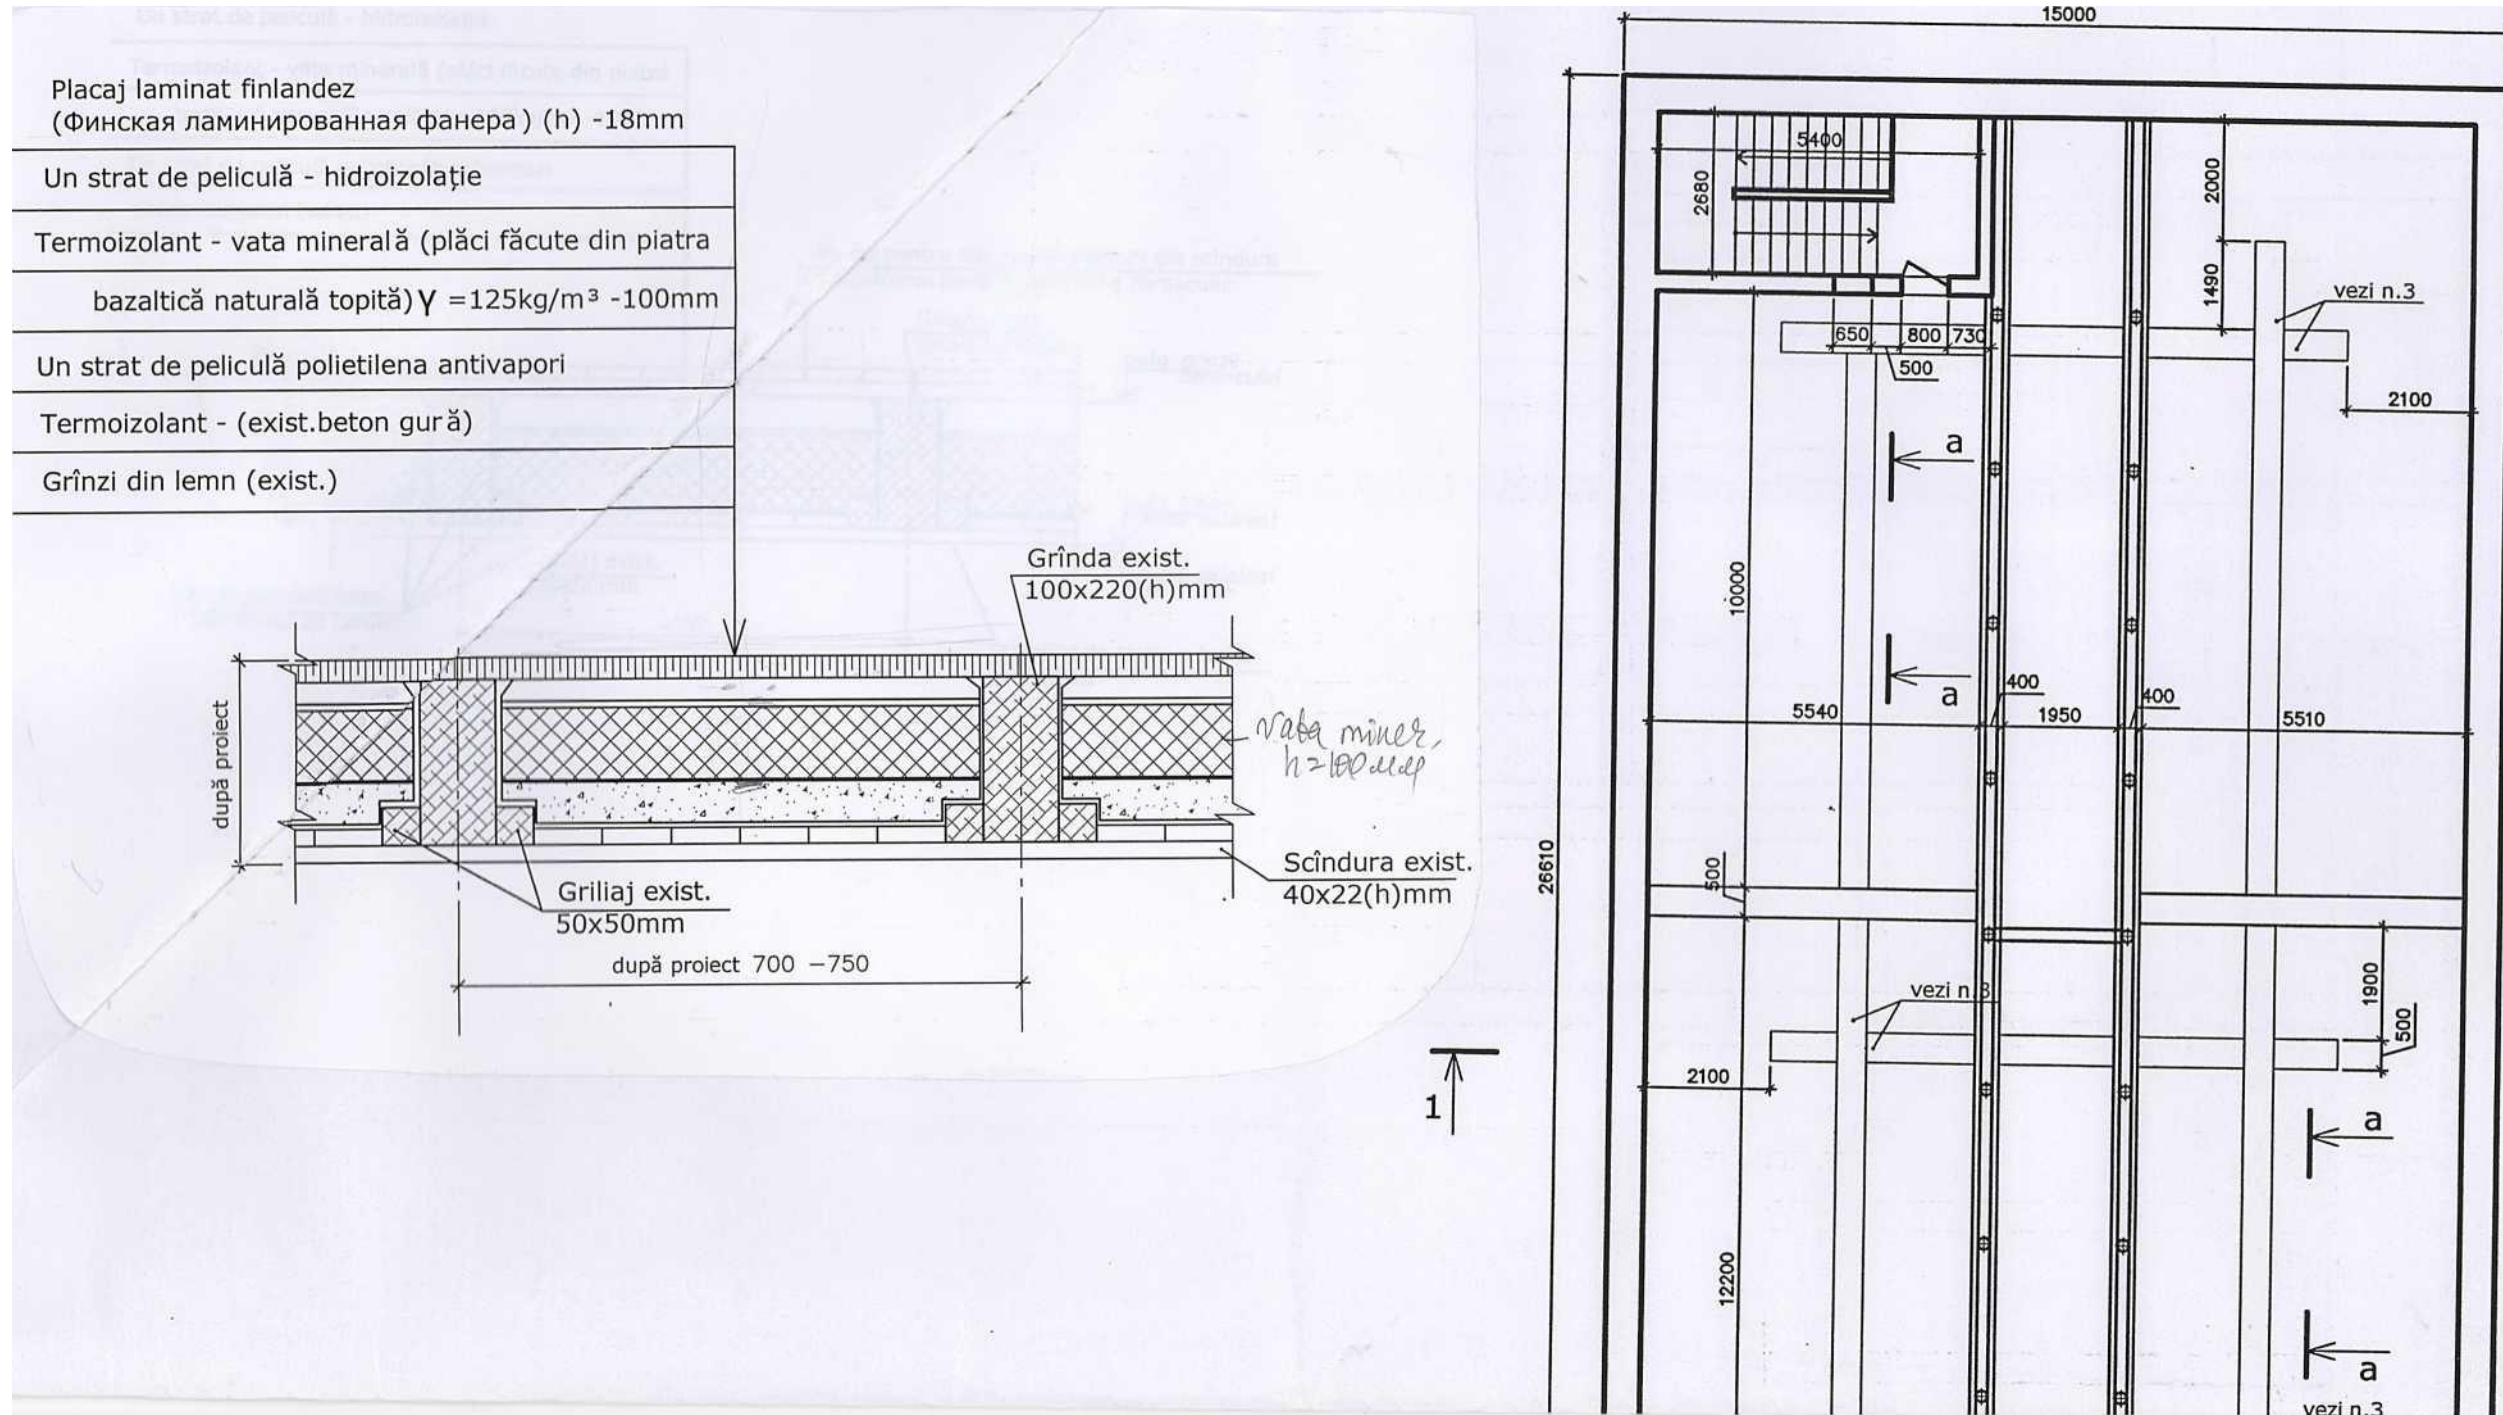 Placaj laminat finlandez
(Финская ламинированная фанера) (h) -18mm
Un strat de peliculă - hidroizolație
Termoizolant - vata minerală (plăci făcute din piatra
bazaltică naturală topită) γ =125kg/m³ -100mm
Un strat de peliculă polietilena antivapori
Termoizolant - (exist.beton gură)
Grînzi din lemn (exist.)
Grînda exist.
100x220(h)mm
după proiect
vata miner,
Scîndura exist.
40x22(h)mm
Griliaj exist.
50x50mm
după proiect 700 –750
1
15000
5400
2680
2000
1490
vezi n.3
650
800
730
500
2100
a
10000
a
400
400
5540
1950
5510
26610
500
1900
vezi n.3
500
2100
a
12200
a
vezi n.3